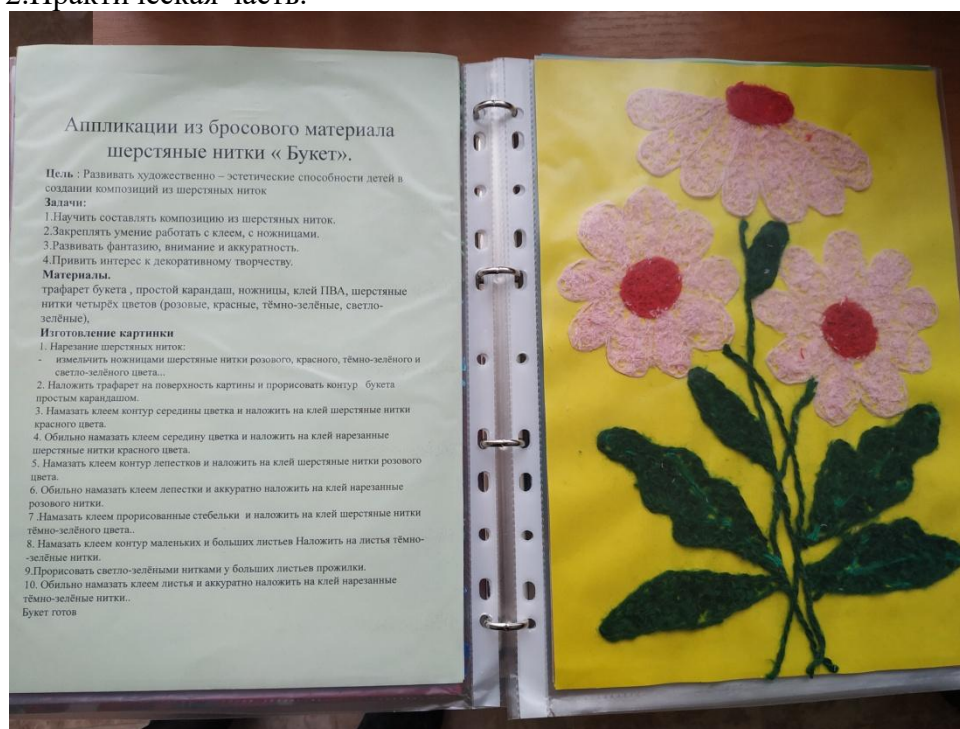 2.Практическая часть.
Аппликации из бросового материала
шерстяные нитки « Букет».
Цель : Развивать художественно – эстетические способности детей в
создании композиций из шерстяных ниток
Задачи:
1.Научить составлять композицию из шерстяных ниток.
2.Закреплять умение работать с клеем, с ножницами.
3.Развивать фантазию, внимание и аккуратность.
4.Привить интерес к декоративному творчеству.
Материалы.
трафарет букета , простой карандаш, ножницы, клей ПВА, шерстяные
нитки четырёх цветов (розовые, красные, тёмно-зелёные, светло-
зелёные),
Изготовление картинки
1. Нарезание шерстяных ниток:
- измельчить ножницами шерстяные нитки розового, красного, тёмно-зелёного и
светло-зелёного цвета...
2. Наложить трафарет на поверхность картины и прорисовать контур букета
простым карандашом.
3. Намазать клеем контур середины цветка и наложить на клей шерстяные нитки
красного цвета.
4. Обильно намазать клеем середину цветка и наложить на клей нарезанные
шерстяные нитки красного цвета.
5. Намазать клеем контур лепестков и наложить на клей шерстяные нитки розового
цвета.
6. Обильно намазать клеем лепестки и аккуратно наложить на клей нарезанные
розового нитки.
7 .Намазать клеем прорисованные стебельки и наложить на клей шерстяные нитки
тёмно-зелёного цвета..
8. Намазать клеем контур маленьких и больших листьев Наложить на листья тёмно-
-зелёные нитки.
9.Прорисовать светло-зелёными нитками у больших листьев прожилки.
10. Обильно намазать клеем листья и аккуратно наложить на клей нарезанные
тёмно-зелёные нитки..
Букет готов